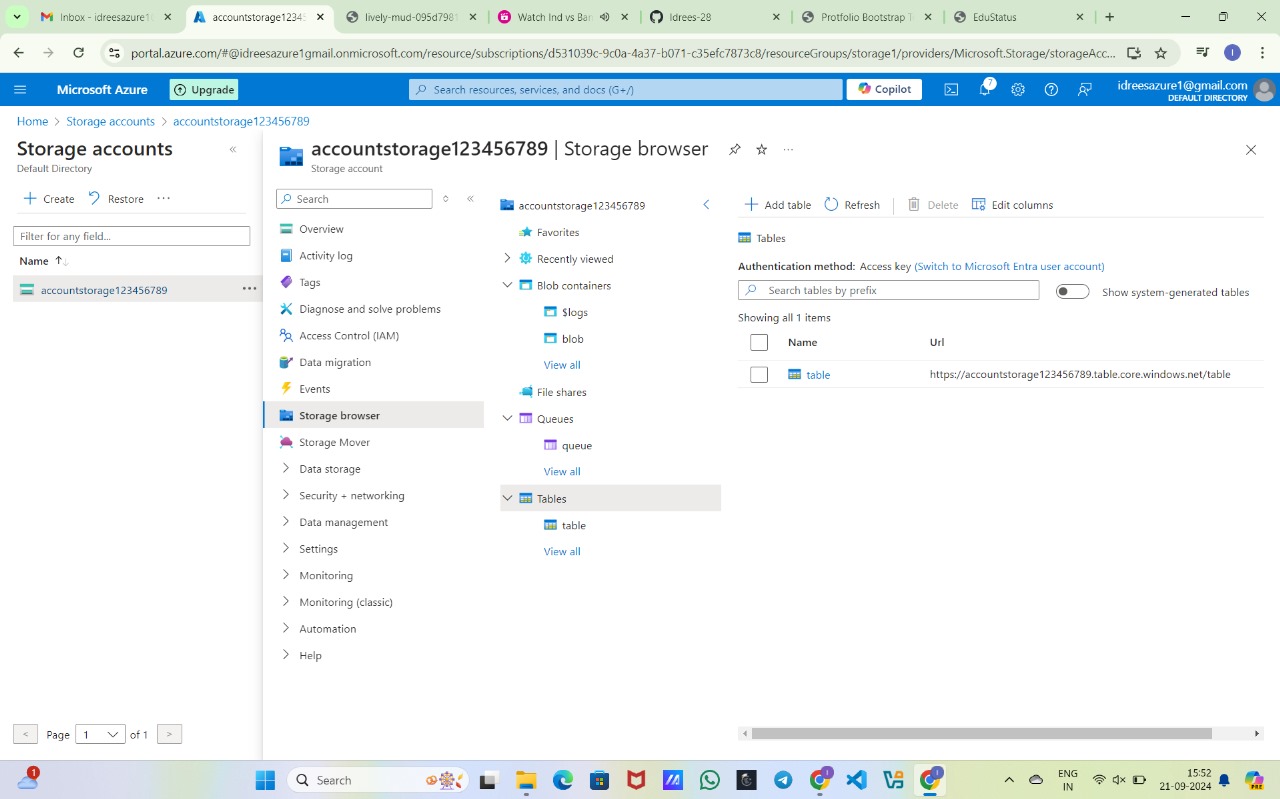 Inbox - idreesazure1
accountstorage12345
lively-mud-095d7981
Watch Ind vs Ban
Idrees-28
Protfolio Bootstrap
EduStatus
portal.azure.com/#@idreesazure1gmail.onmicrosoft.com/resource/subscriptions/d531039c-9c0a-4a37-b071-c35efc7873c8/resourceGroups/storage1/providers/Microsoft.Storage/storageAcc...
I
Microsoft Azure
Upgrade
Search resources, services, and docs (G+/)
Copilot
7
idreesazure1@gmail.com
DEFAULT DIRECTORY
Home > Storage accounts > accountstorage123456789
Storage accounts
Default Directory
Create
Restore
Filter for any field...
Name
accountstorage123456789
Page 1 of 1
accountstorage123456789 | Storage browser
Storage account
Search
Overview
Activity log
Tags
Diagnose and solve problems
Access Control (IAM)
Data migration
Events
Storage browser
Storage Mover
Data storage
Security + networking
Data management
Settings
Monitoring
Monitoring (classic)
Automation
Help
accountstorage123456789
Favorites
Recently viewed
Blob containers
$logs
blob
View all
File shares
Queues
queue
View all
Tables
table
View all
Add table
Refresh
Delete
Edit columns
Tables
Authentication method: Access key (Switch to Microsoft Entra user account)
Search tables by prefix
Show system-generated tables
Showing all 1 items
Name Url
table https://accountstorage123456789.table.core.windows.net/table
1
Search
ENG
IN
15:52
21-09-2024
PRE